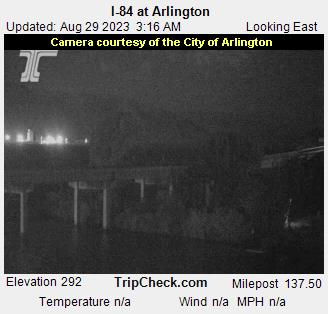 I-84 at Arlington
Updated: Aug 29 2023 3:16 AM Looking East
Camera courtesy of the City of Arlington
Elevation 292 TripCheck.com Milepost 137.50
Temperature n/a Wind n/a MPH n/a